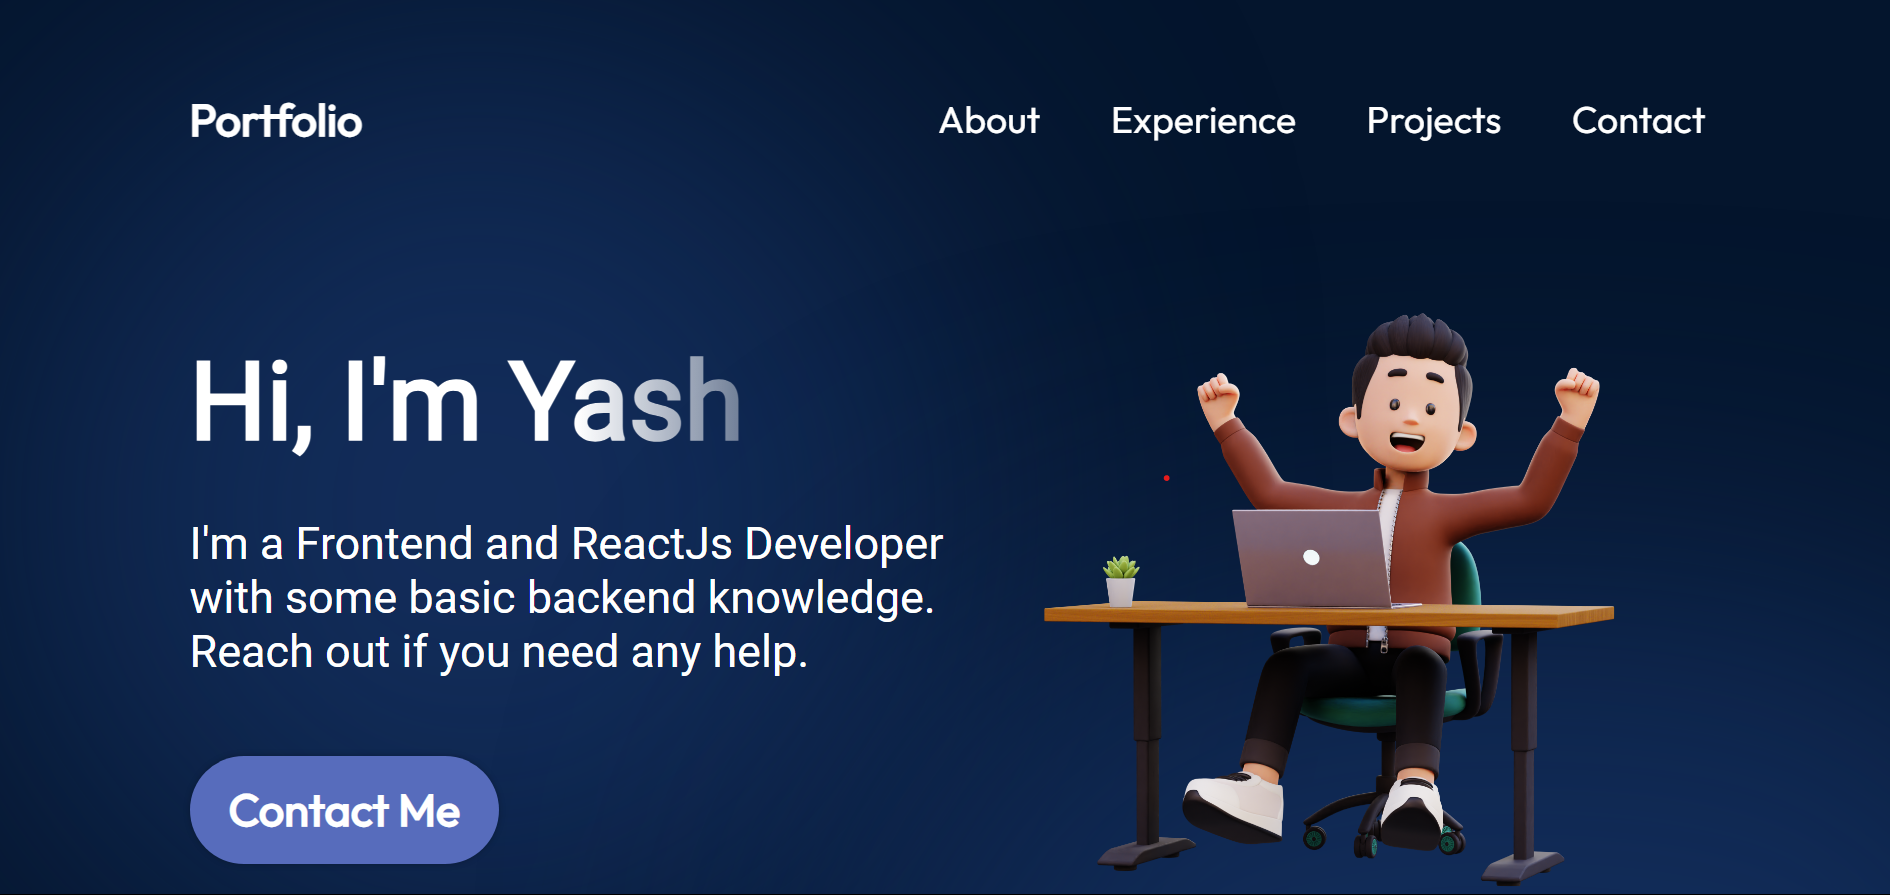 Portfolio
About
Experience
Projects
Contact
Hi, I'm Yash
I'm a Frontend and ReactJs Developer
with some basic backend knowledge.
Reach out if you need any help.
Contact Me